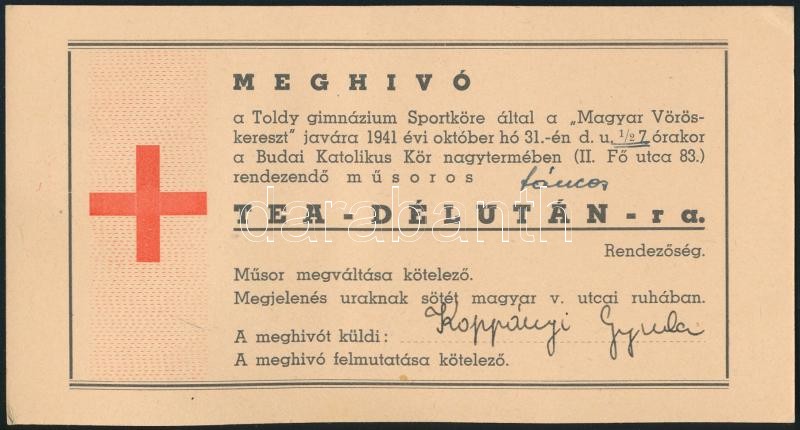 MEGHIVÓ
a Toldy gimnázium Sportköre által a „Magyar Vörös-
kereszt" javára 1941 évi október hó 31.-én d. u. 1/2 7 órakor
a Budai Katolikus Kör nagytermében (II. Fő utca 83.)
rendezendő műsoros táncos
TEA-DÉLUTÁN-ra.
Rendezőség.
Műsor megváltása kötelező.
Megjelenés uraknak sötét magyar v. utcai ruhában.
A meghivót küldi: Koppányi Gyula
A meghivó felmutatása kötelező.
darabanth